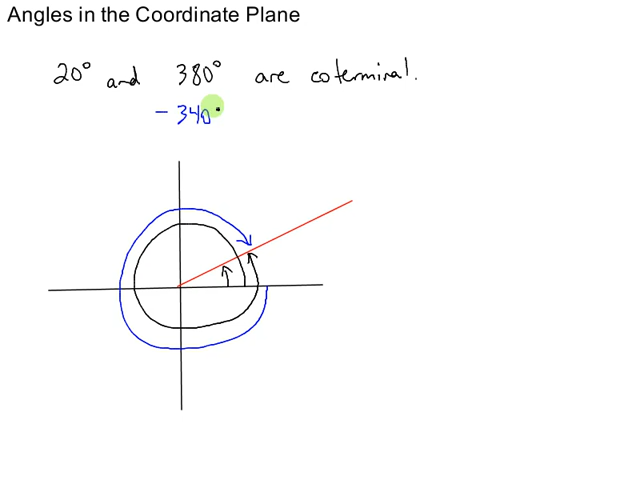 Angles in the Coordinate Plane
20° and 380° are coterminal.
- 340°